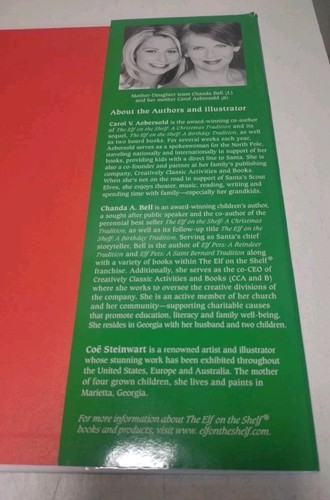 Mother-Daughter team Chanda Bell (L)
and her mother Carol Aebersold (R)
About the Authors and Illustrator
Carol V. Aebersold is the award-winning co-author
of The Elf on the Shelf: A Christmas Tradition and its
sequel, The Elf on the Shelf: A Birthday Tradition, as well
as two board books. For several weeks each year,
Aebersold serves as a spokeswoman for the North Pole,
traveling nationally and internationally in support of her
books, providing kids with a direct line to Santa. She is
also a co-founder and partner at her family's publishing
company, Creatively Classic Activities and Books.
When she's not on the road in support of Santa's Scout
Elves, she enjoys theater, music, reading, writing and
spending time with family—especially her grandkids.
Chanda A. Bell is an award-winning children's author,
a sought after public speaker and the co-author of the
perennial best seller The Elf on the Shelf: A Christmas
Tradition, as well as its follow-up title The Elf on the
Shelf: A Birthday Tradition. Serving as Santa's chief
storyteller, Bell is the author of Elf Pets: A Reindeer
Tradition and Elf Pets: A Saint Bernard Tradition along
with a variety of books within The Elf on the Shelf®
franchise. Additionally, she serves as the co-CEO of
Creatively Classic Activities and Books (CCA and B)
where she works to oversee the creative divisions of
the company. She is an active member of her church
and her community—supporting charitable causes
that promote education, literacy and family well-being.
She resides in Georgia with her husband and two children.
Coë Steinwart is a renowned artist and illustrator
whose stunning work has been exhibited throughout
the United States, Europe and Australia. The mother
of four grown children, she lives and paints in
Marietta, Georgia.
For more information about The Elf on the Shelf®
books and products, visit www. elfontheshelf.com.